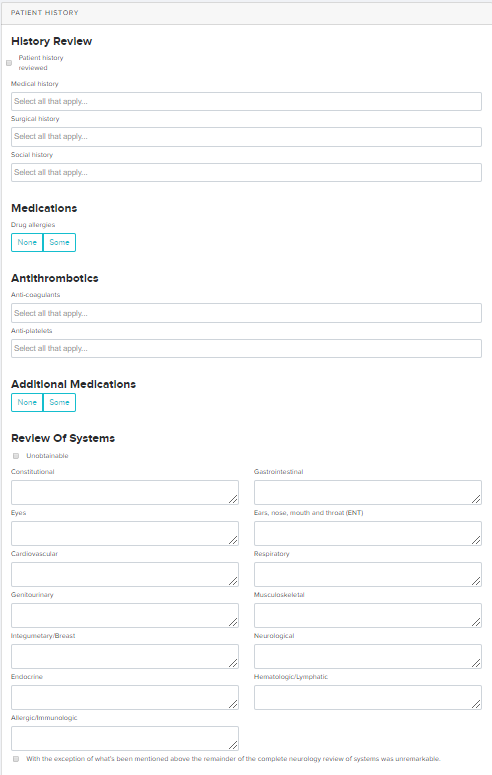 PATIENT HISTORY
History Review
Patient history
reviewed
Medical history
Select all that apply...
Surgical history
Select all that apply...
Social history
Select all that apply...
Medications
Drug allergies
None Some
Antithrombotics
Anti-coagulants
Select all that apply...
Anti-platelets
Select all that apply...
Additional Medications
None Some
Review Of Systems
Unobtainable
Constitutional Gastrointestinal
Eyes Ears, nose, mouth and throat (ENT)
Cardiovascular Respiratory
Genitourinary Musculoskeletal
Integumetary/Breast Neurological
Endocrine Hematologic/Lymphatic
Allergic/Immunologic
With the exception of what's been mentioned above the remainder of the complete neurology review of systems was unremarkable.